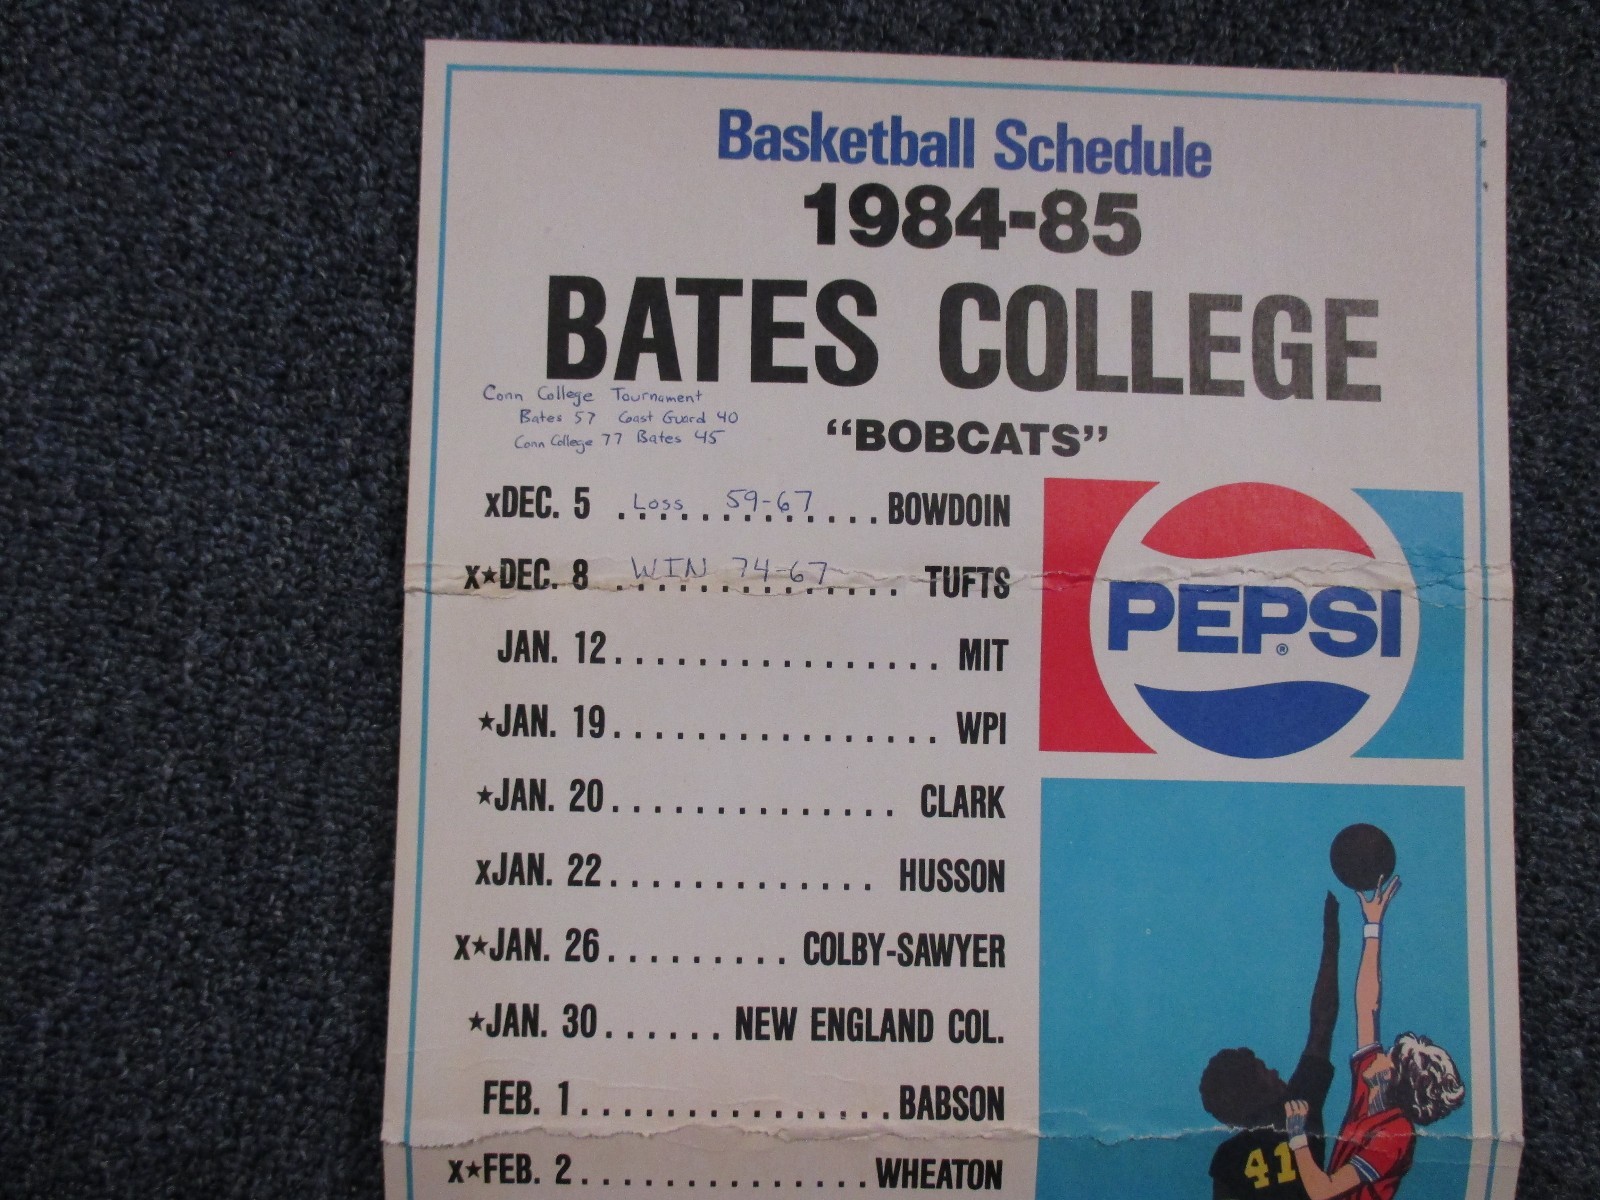 Basketball Schedule
1984-85
BATES COLLEGE
Conn College Tournament
Bates 57 Coast Guard 40
Conn College 77 Bates 45
“BOBCATS”
xDEC. 5 Loss 59-67 ............. BOWDOIN
x★DEC. 8 WIN 74-67 ............. TUFTS
JAN. 12 ................. MIT
★JAN. 19 ................. WPI
★JAN. 20 .............. CLARK
xJAN. 22 ............. HUSSON
x★JAN. 26 ......... COLBY-SAWYER
★JAN. 30 ...... NEW ENGLAND COL.
FEB. 1 ............... BABSON
x★FEB. 2 .............. WHEATON
PEPSI®
41